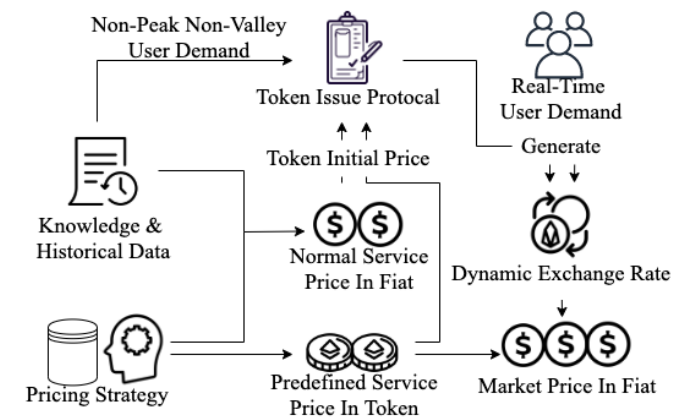 Non-Peak Non-Valley
User Demand
Token Issue Protocal
Real-Time
User Demand
Generate
Token Initial Price
Knowledge &
Historical Data
$ $
Normal Service
Price In Fiat
Dynamic Exchange Rate
Pricing Strategy
Predefined Service
Price In Token
$ $ $
Market Price In Fiat